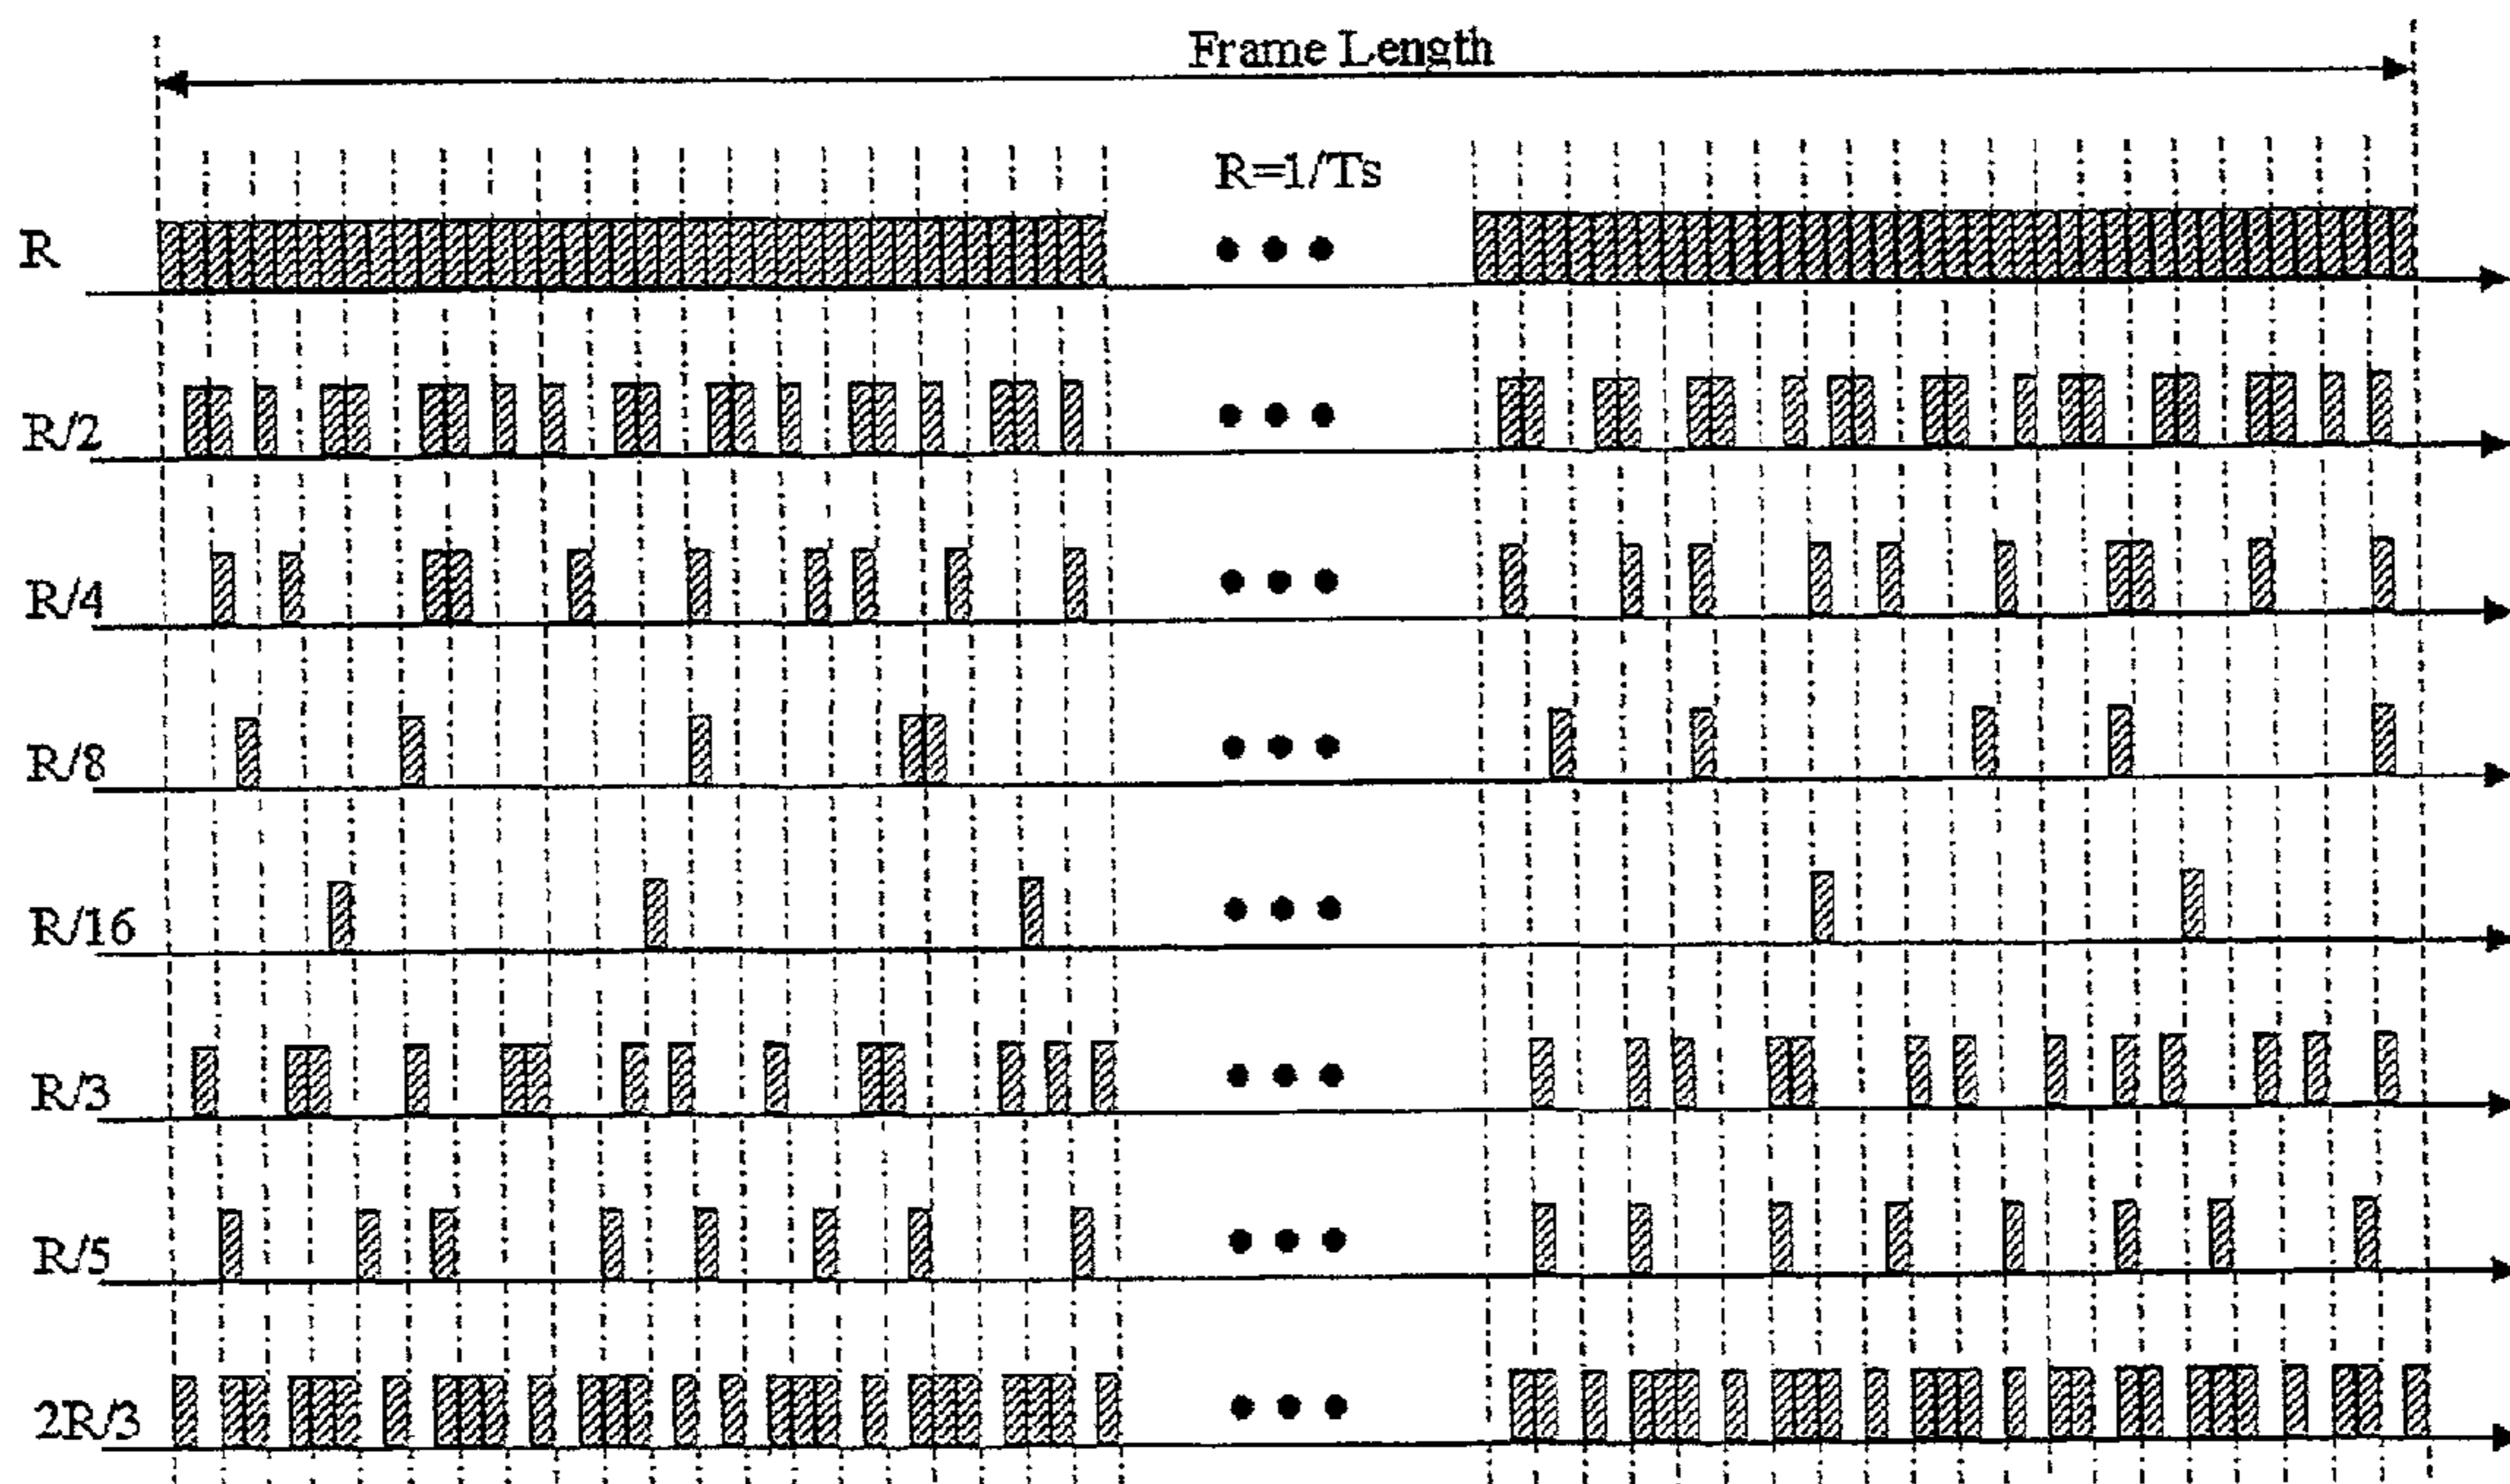 Frame Length
R=1/Ts
R
R/2
R/4
R/8
R/16
R/3
R/5
2R/3